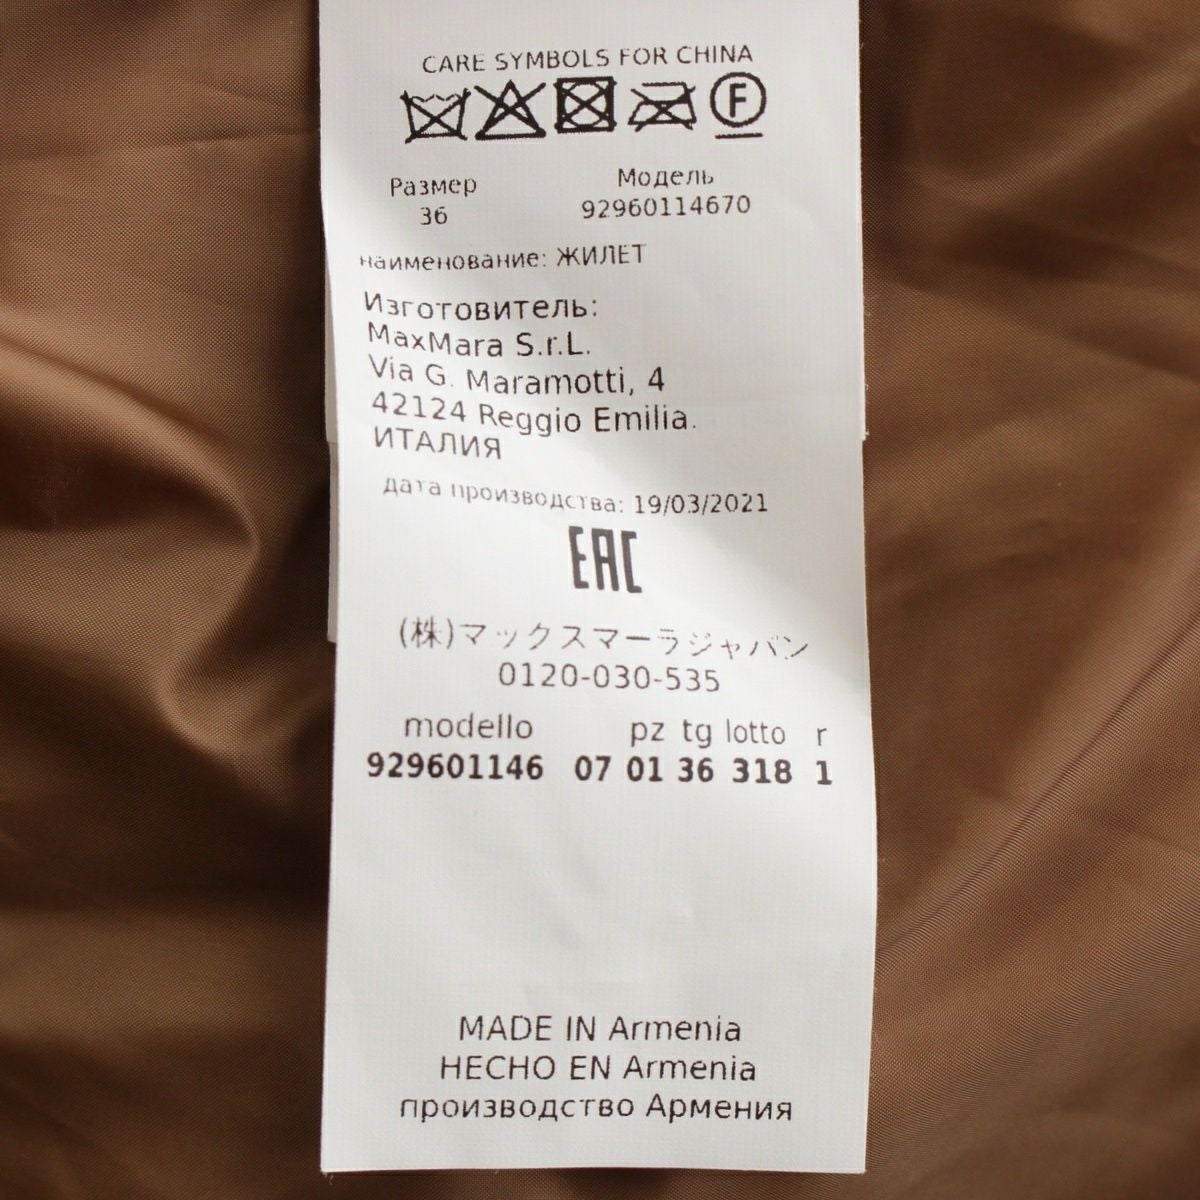 CARE SYMBOLS FOR CHINA
F
Размер Модель
36 92960114670
наименование: ЖИЛЕТ
Изготовитель:
MaxMara S.r.L.
Via G. Maramotti, 4
42124 Reggio Emilia.
ИТАЛИЯ
дата производства: 19/03/2021
EAC
(株)マックスマーラジャパン
0120-030-535
modello pz tg lotto r
929601146 07 01 36 318 1
MADE IN Armenia
HECHO EN Armenia
производство Армения